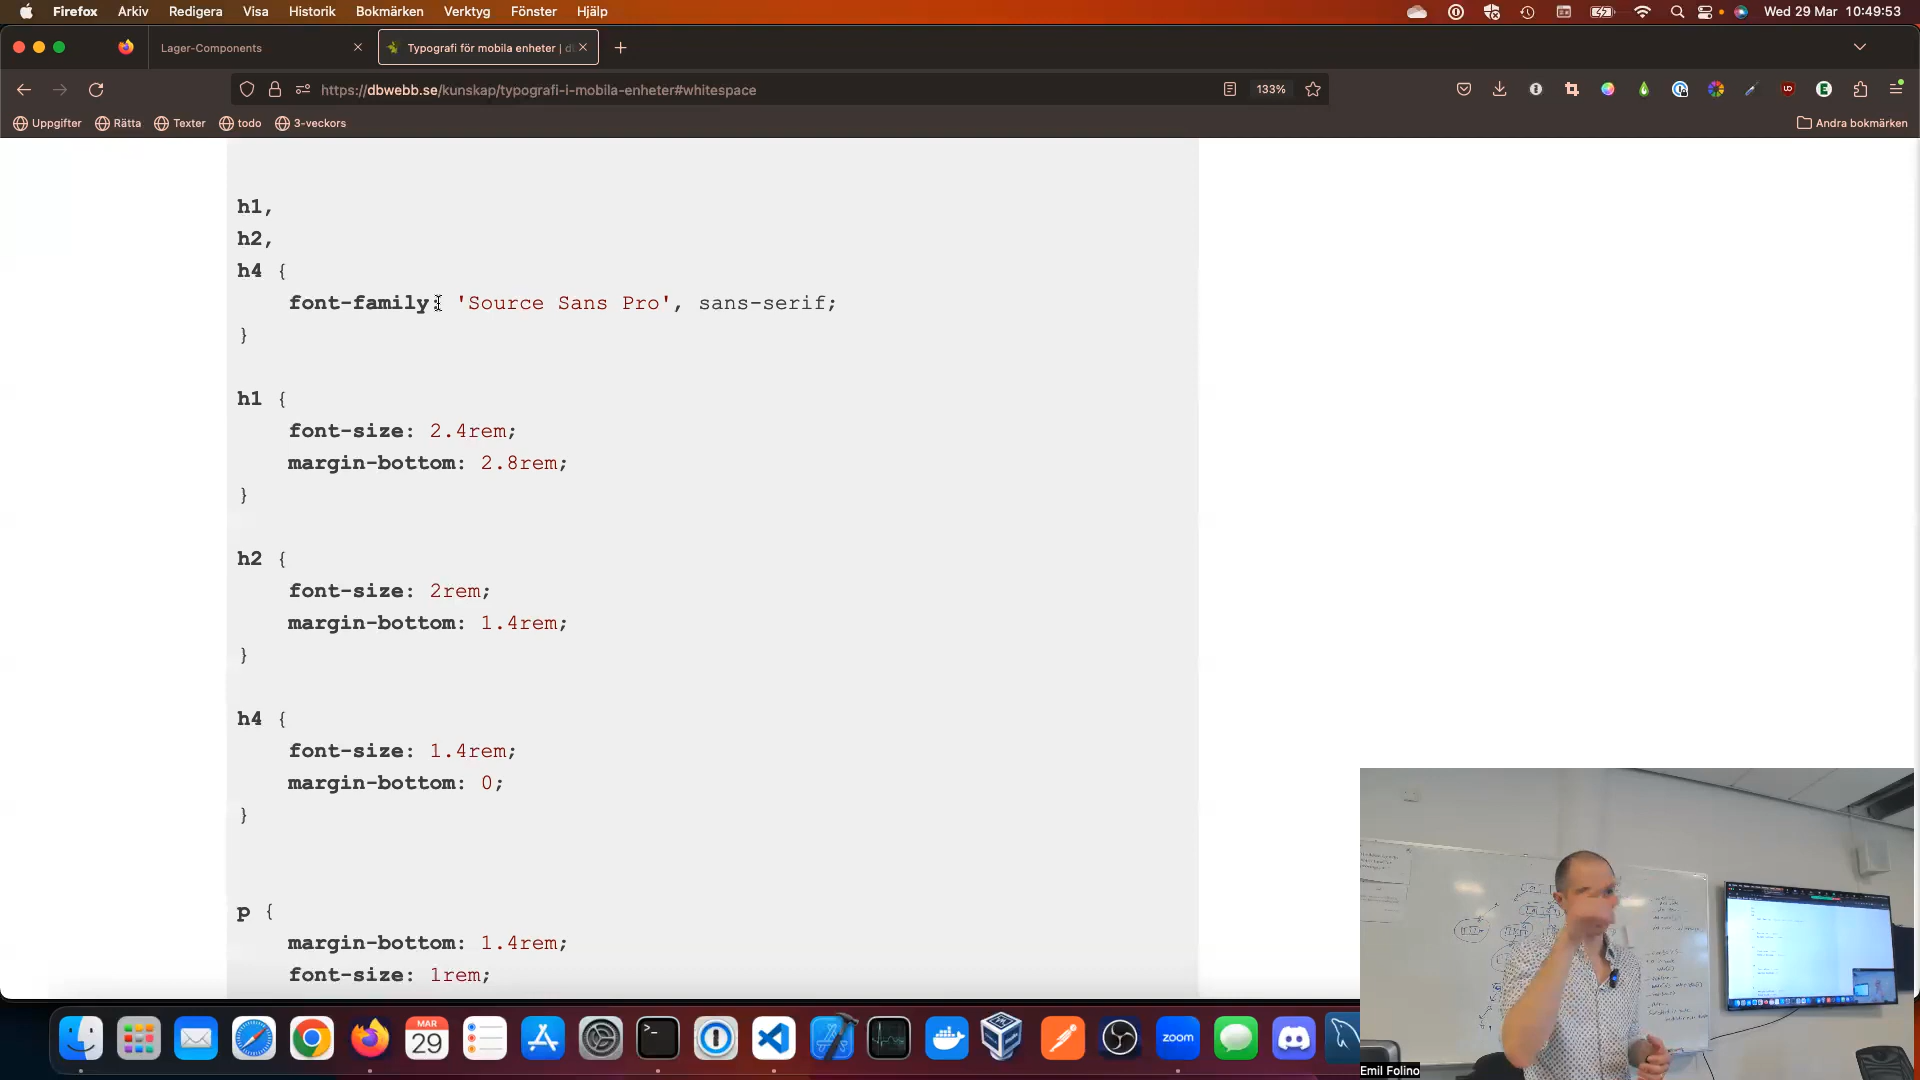 Firefox Arkiv Redigera Visa Historik Bokmärken Verktyg Fönster Hjälp Wed 29 Mar 10:49:53
Lager-Components
Typografi för mobila enheter | d
https://dbwebb.se/kunskap/typografi-i-mobila-enheter#whitespace 133%
Uppgifter Rätta Texter todo 3-veckors Andra bokmärken
h1,
h2,
h4 {
font-family: 'Source Sans Pro', sans-serif;
}
h1 {
font-size: 2.4rem;
margin-bottom: 2.8rem;
}
h2 {
font-size: 2rem;
margin-bottom: 1.4rem;
}
h4 {
font-size: 1.4rem;
margin-bottom: 0;
}
p {
margin-bottom: 1.4rem;
font-size: 1rem;
MAR
29
zoom
Emil Folino